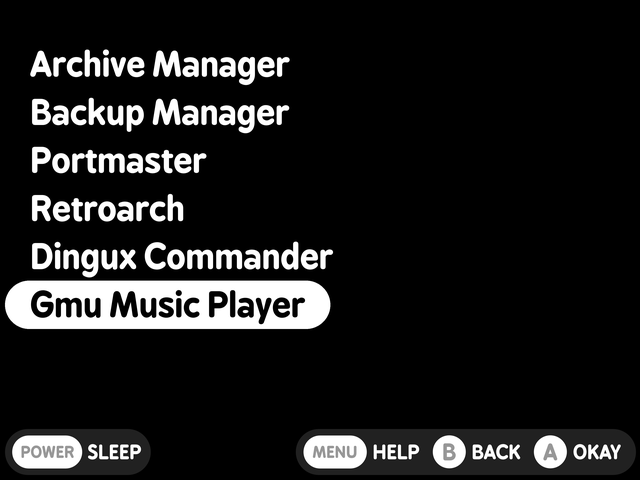 Archive Manager
Backup Manager
Portmaster
Retroarch
Dingux Commander
Gmu Music Player
POWER SLEEP MENU HELP B BACK A OKAY